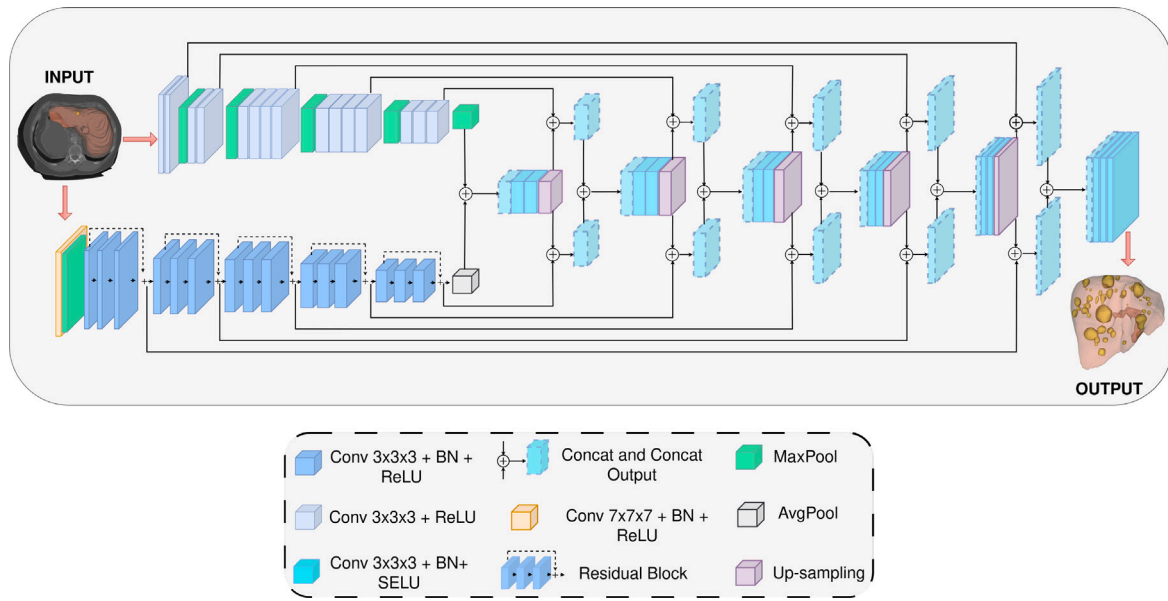 INPUT
OUTPUT
Conv 3x3x3 + BN +
ReLU
Concat and Concat
Output
MaxPool
Conv 3x3x3 + ReLU
Conv 7x7x7 + BN +
ReLU
AvgPool
Conv 3x3x3 + BN+
SELU
Residual Block
Up-sampling